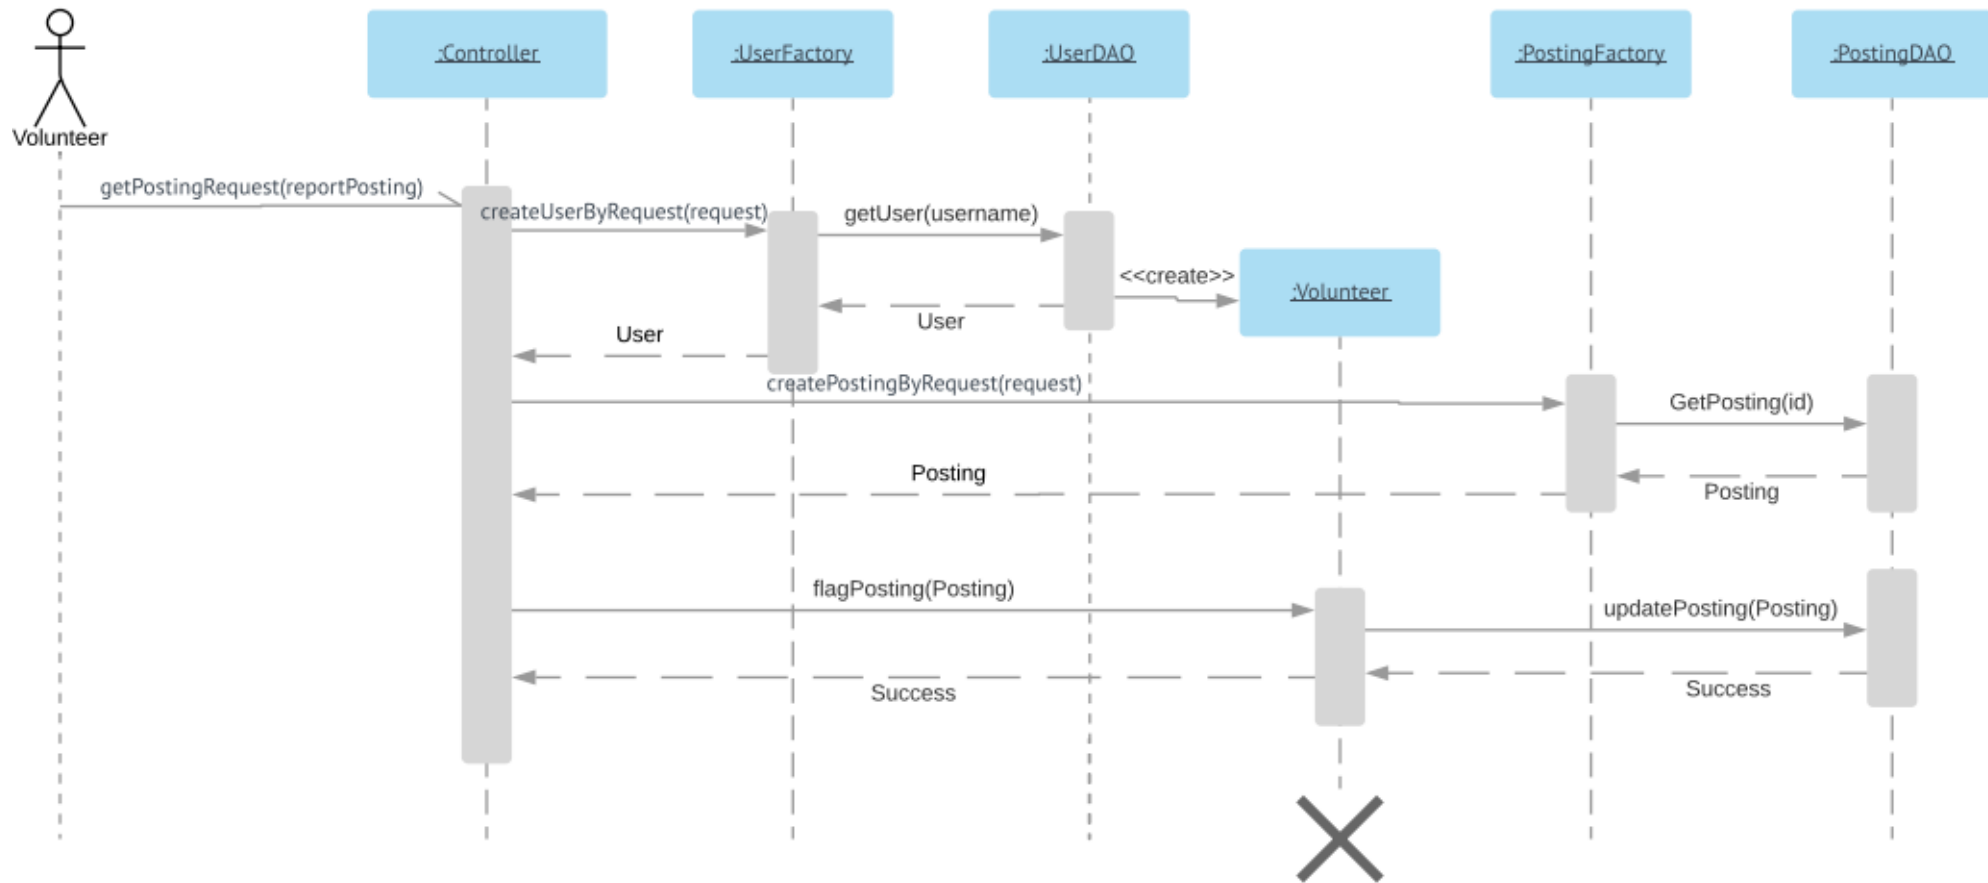 :Controller
:UserFactory
:UserDAO
:PostingFactory
:PostingDAO
Volunteer
getPostingRequest(reportPosting)
createUserByRequest(request)
getUser(username)
<<create>>
:Volunteer
User
User
createPostingByRequest(request)
GetPosting(id)
Posting
Posting
flagPosting(Posting)
updatePosting(Posting)
Success
Success